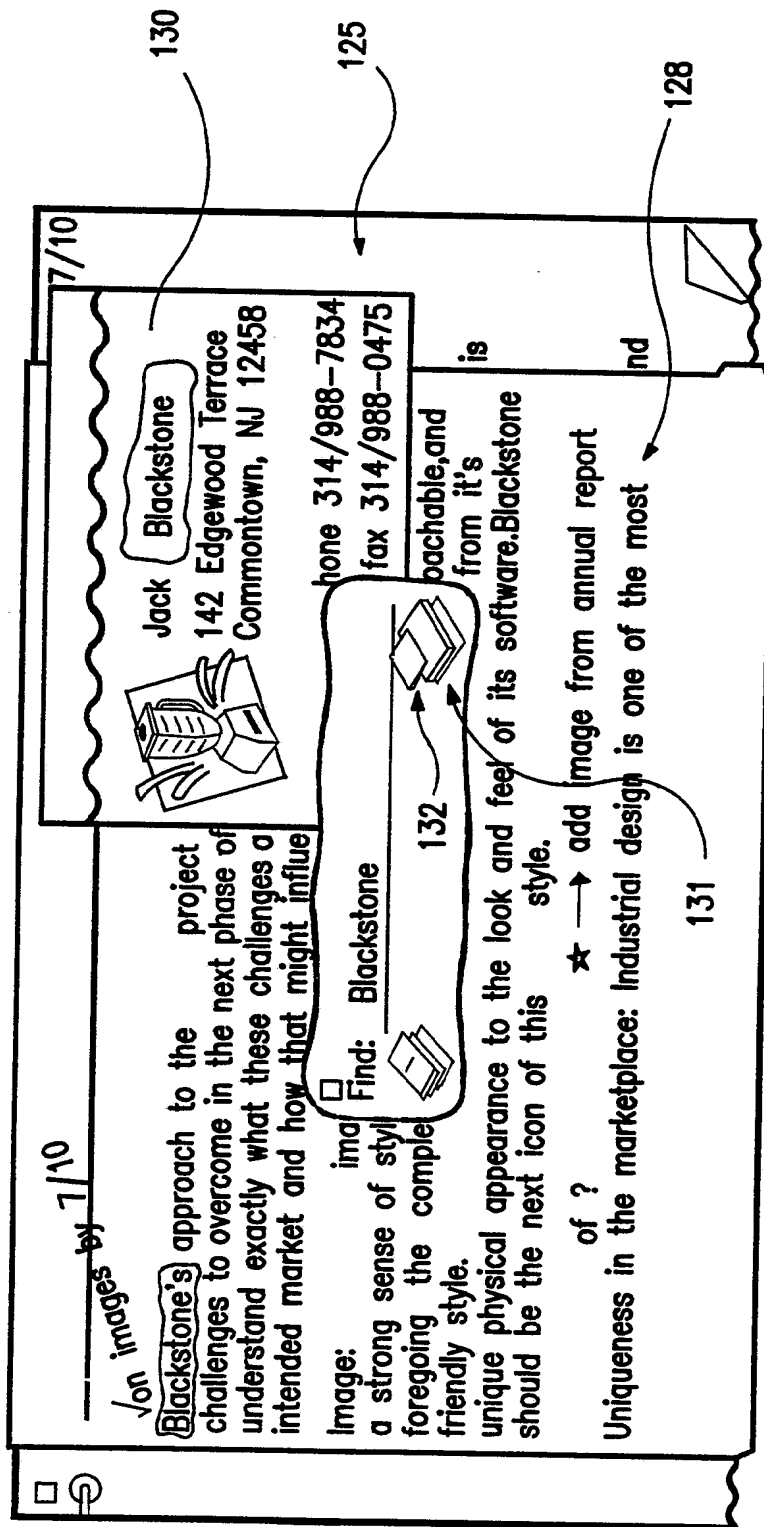 130
125
128
7/10
√on images by 7/10
Jack Blackstone
142 Edgewood Terrace
Commontown, NJ 12458
hone 314/988-7834
fax 314/988-0475
Blackstone's approach to the project
challenges to overcome in the next phase of
understand exactly what these challenges a
intended market and how that might influe
Find: Blackstone
132
131
Image: ima oachable,and is
a strong sense of styl from it's
foregoing the comple
friendly style.
unique physical appearance to the look and feel of its software.Blackstone
should be the next icon of this style.
nd
of ? ☆ → add image from annual report
Uniqueness in the marketplace: Industrial design is one of the most